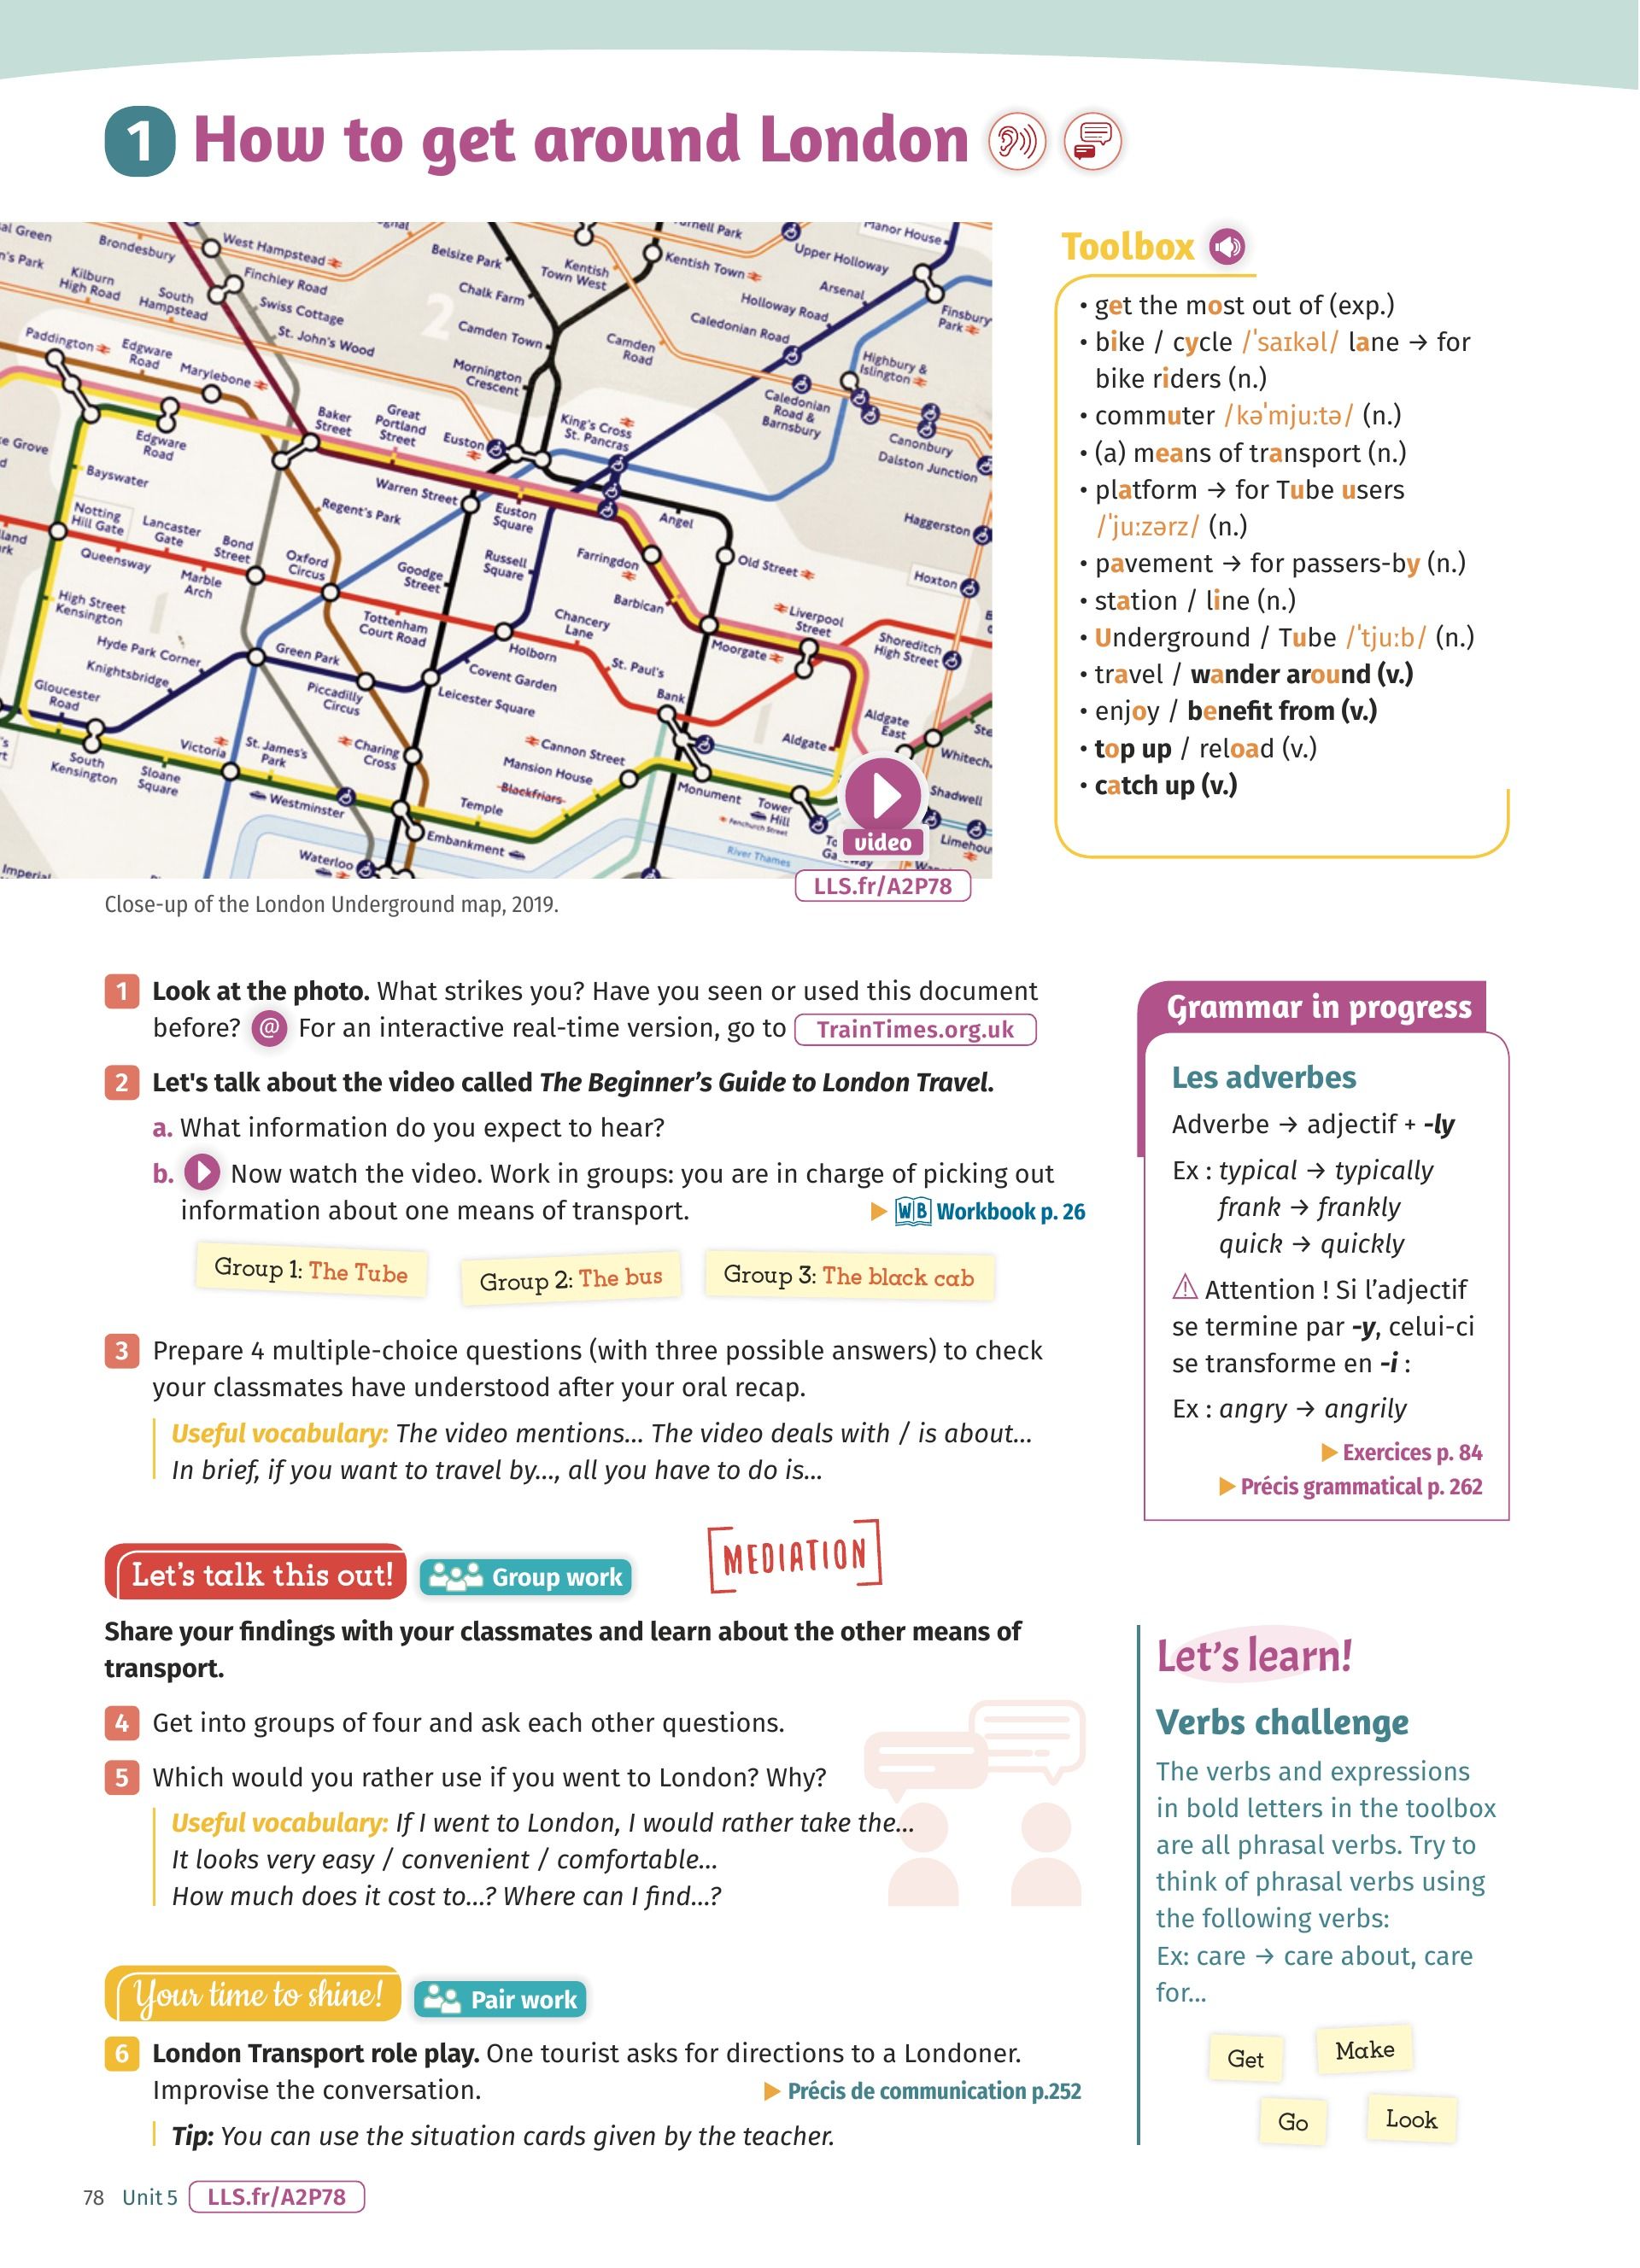 1 How to get around London
al Green
Brondesbury
West Hampstead
Finchley Road
n's Park
Kilburn
High Road
South
Hampstead
Swiss Cottage
St. John's Wood
Belsize Park
Chalk Farm
Camden Town
Mornington
Crescent
Kentish
Town West
Kentish Town
Camden
Road
Upper Holloway
Manor House
Arsenal
Holloway Road
Caledonian Road
Finsbury
Park
Highbury &
Islington
Caledonian
Road &
Barnsbury
Canonbury
Dalston Junction
Haggerston
Hoxton
2
Paddington
Edgware
Road
Marylebone
Baker
Street
Great
Portland
Street
Euston
King's Cross
St. Pancras
Edgware
Road
Bayswater
Warren Street
Euston
Square
Angel
Regent's Park
Russell
Square
Farringdon
Old Street
Notting
Hill Gate
Lancaster
Gate
Bond
Street
Oxford
Circus
Goodge
Street
Barbican
Queensway
Marble
Arch
Tottenham
Court Road
Chancery
Lane
Liverpool
Street
Moorgate
Shoreditch
High Street
High Street
Kensington
Hyde Park Corner
Knightsbridge
Green Park
Holborn
Covent Garden
St. Paul's
Bank
Gloucester
Road
Piccadilly
Circus
Leicester Square
Aldgate
East
Aldgate
Whitech
Victoria
St. James's
Park
Charing
Cross
Cannon Street
Mansion House
Blackfriars
South
Kensington
Sloane
Square
Westminster
Temple
Monument
Tower
Hill
Fenchurch Street
Shadwell
Limehou
Embankment
Waterloo
River Thames
Imperial
video
LLS.fr/A2P78
Close-up of the London Underground map, 2019.
Toolbox
• get the most out of (exp.)
• bike / cycle /ˈsaɪkəl/ lane → for
bike riders (n.)
• commuter /kəˈmjuːtə/ (n.)
• (a) means of transport (n.)
• platform → for Tube users
/ˈjuːzərz/ (n.)
• pavement → for passers-by (n.)
• station / line (n.)
• Underground / Tube /ˈtjuːb/ (n.)
• travel / wander around (v.)
• enjoy / benefit from (v.)
• top up / reload (v.)
• catch up (v.)
1 Look at the photo. What strikes you? Have you seen or used this document
before? @ For an interactive real-time version, go to TrainTimes.org.uk
2 Let's talk about the video called The Beginner's Guide to London Travel.
a. What information do you expect to hear?
b. Now watch the video. Work in groups: you are in charge of picking out
information about one means of transport. ▶ WB Workbook p. 26
Group 1: The Tube
Group 2: The bus
Group 3: The black cab
3 Prepare 4 multiple-choice questions (with three possible answers) to check
your classmates have understood after your oral recap.
Useful vocabulary: The video mentions... The video deals with / is about...
In brief, if you want to travel by..., all you have to do is...
Grammar in progress
Les adverbes
Adverbe → adjectif + -ly
Ex : typical → typically
frank → frankly
quick → quickly
⚠ Attention ! Si l'adjectif
se termine par -y, celui-ci
se transforme en -i :
Ex : angry → angrily
▶ Exercices p. 84
▶ Précis grammatical p. 262
Let's talk this out! Group work
MEDIATION
Share your findings with your classmates and learn about the other means of
transport.
4 Get into groups of four and ask each other questions.
5 Which would you rather use if you went to London? Why?
Useful vocabulary: If I went to London, I would rather take the...
It looks very easy / convenient / comfortable...
How much does it cost to...? Where can I find...?
Your time to shine! Pair work
6 London Transport role play. One tourist asks for directions to a Londoner.
Improvise the conversation. ▶ Précis de communication p.252
Tip: You can use the situation cards given by the teacher.
Let's learn!
Verbs challenge
The verbs and expressions
in bold letters in the toolbox
are all phrasal verbs. Try to
think of phrasal verbs using
the following verbs:
Ex: care → care about, care
for...
Get
Make
Go
Look
78 Unit 5 LLS.fr/A2P78